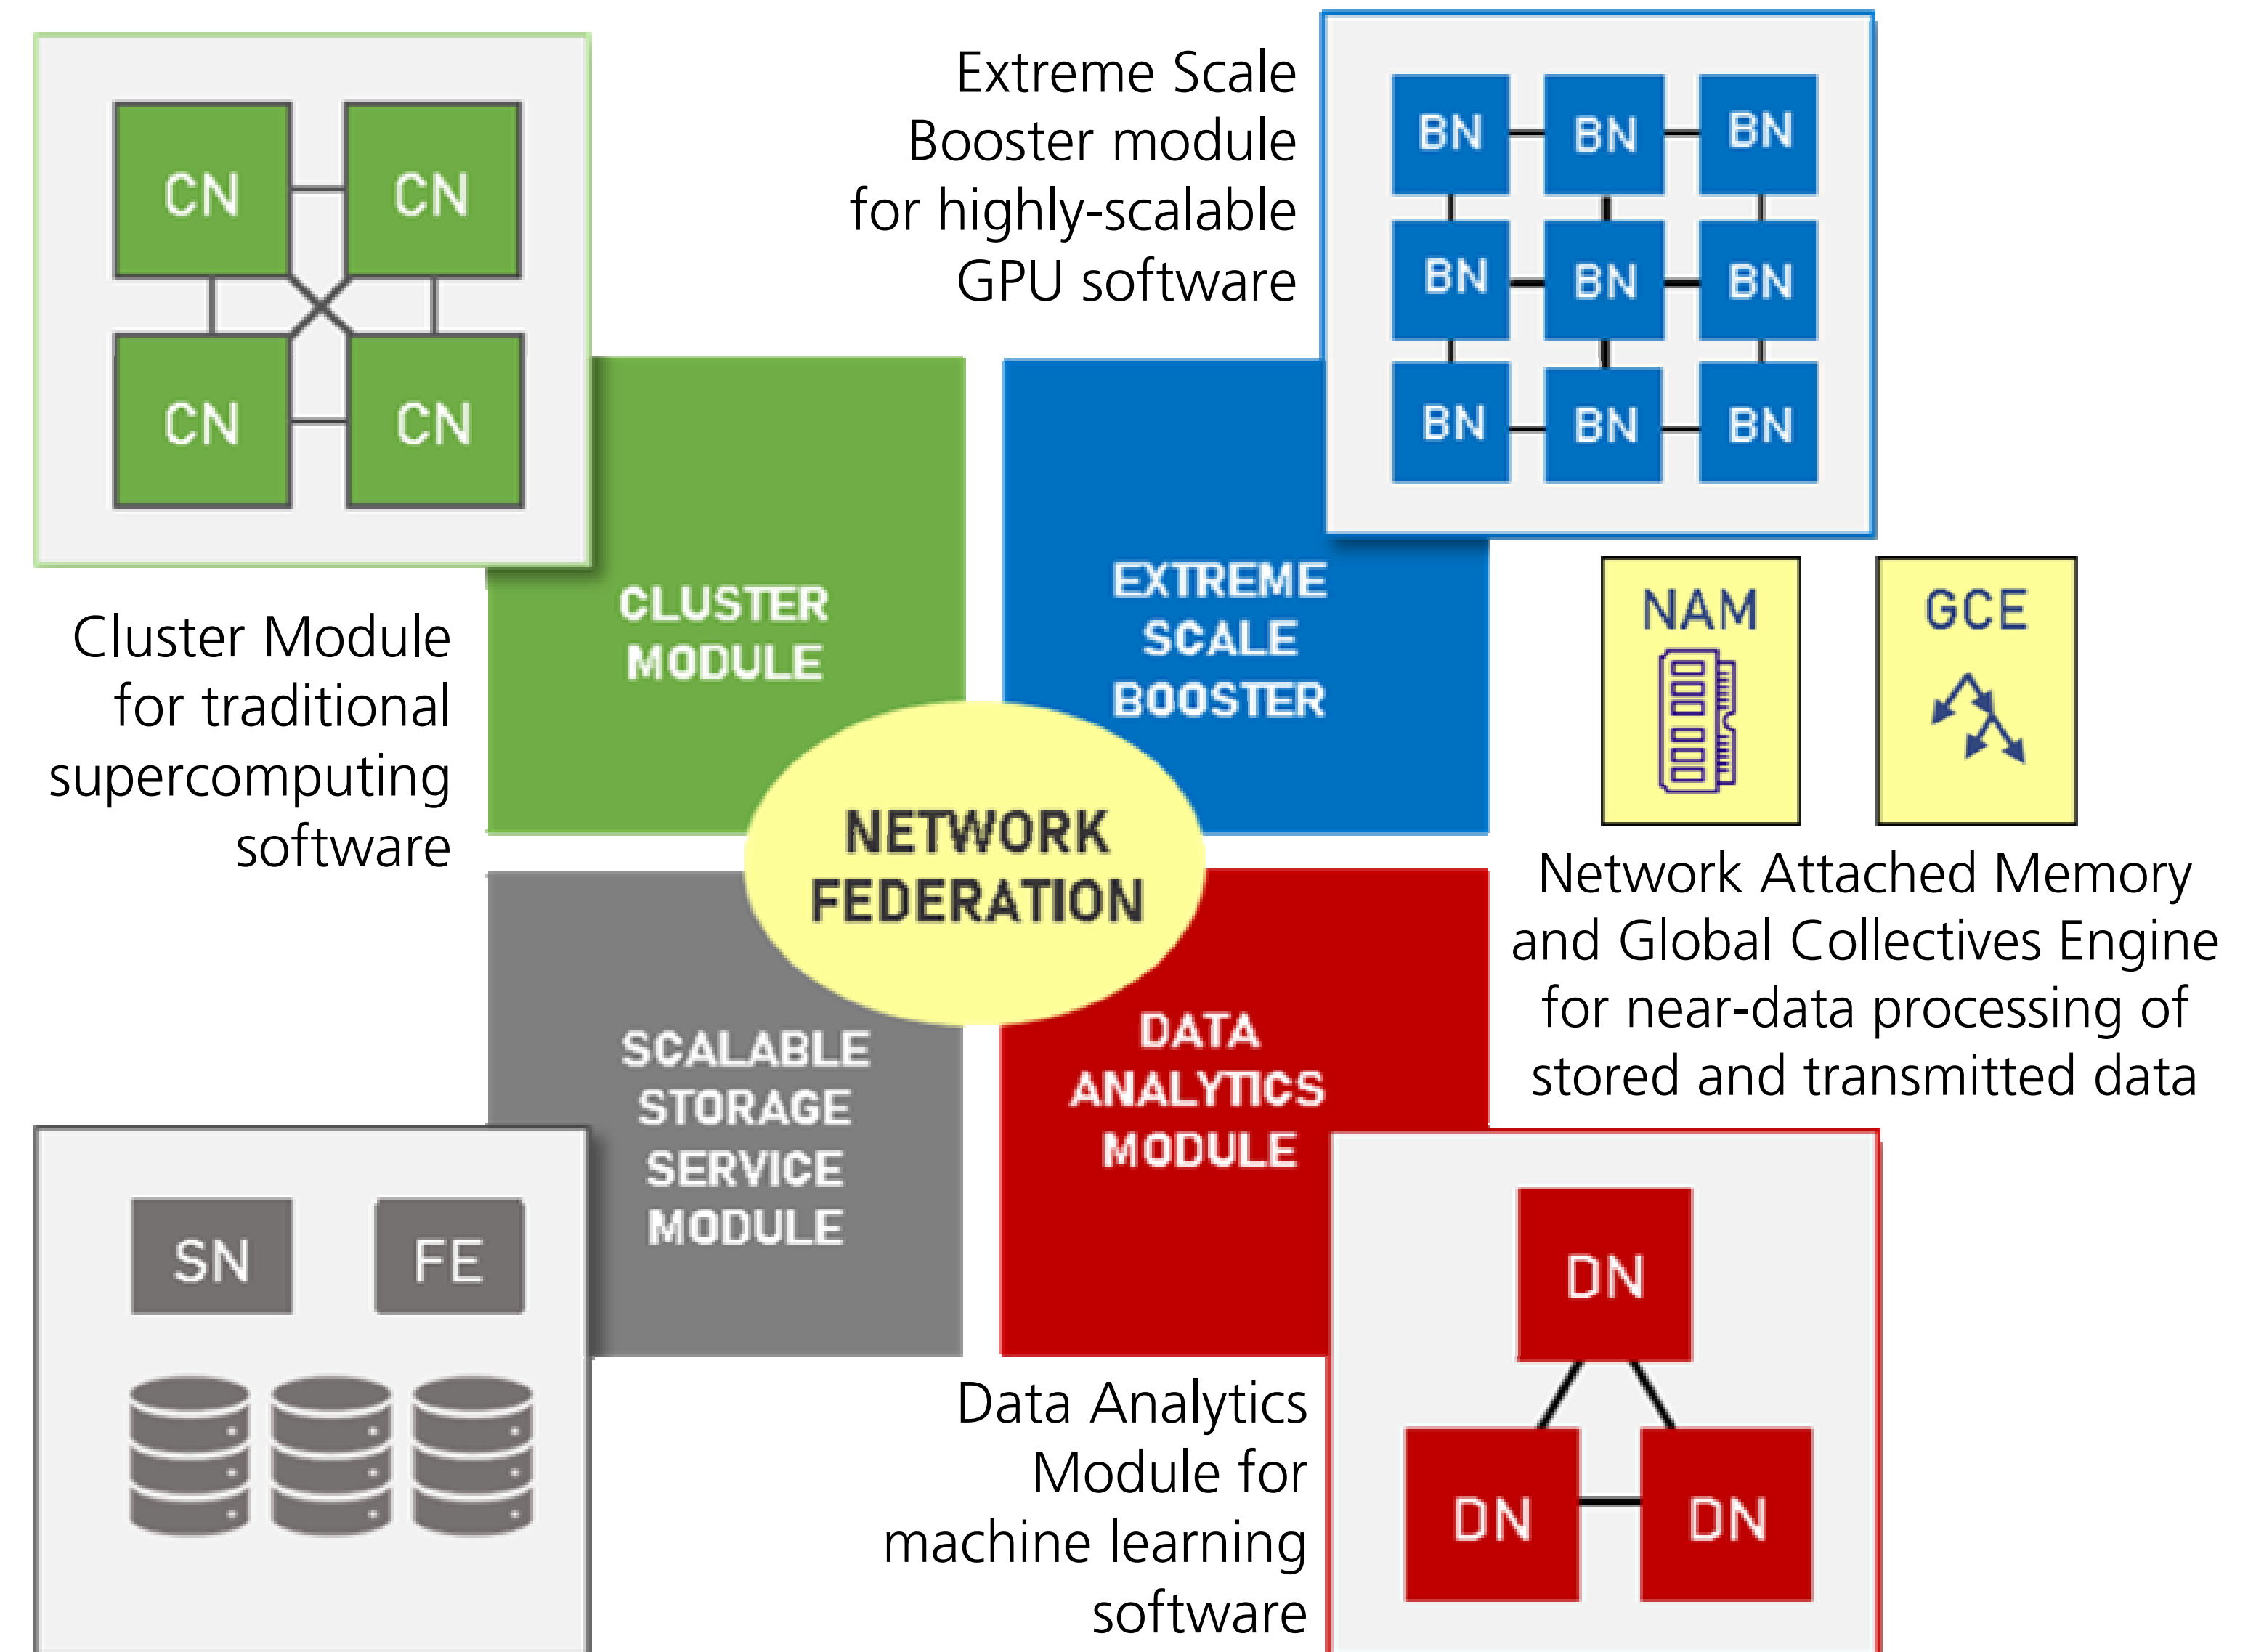 CN
CN
CN
CN
Extreme Scale
Booster module
for highly-scalable
GPU software
BN
BN
BN
BN
BN
BN
BN
BN
BN
CLUSTER
MODULE
Cluster Module
for traditional
supercomputing
software
EXTREME
SCALE
BOOSTER
NAM
GCE
Network Attached Memory
and Global Collectives Engine
for near-data processing of
stored and transmitted data
NETWORK
FEDERATION
SCALABLE
STORAGE
SERVICE
MODULE
DATA
ANALYTICS
MODULE
SN
FE
Data Analytics
Module for
machine learning
software
DN
DN
DN